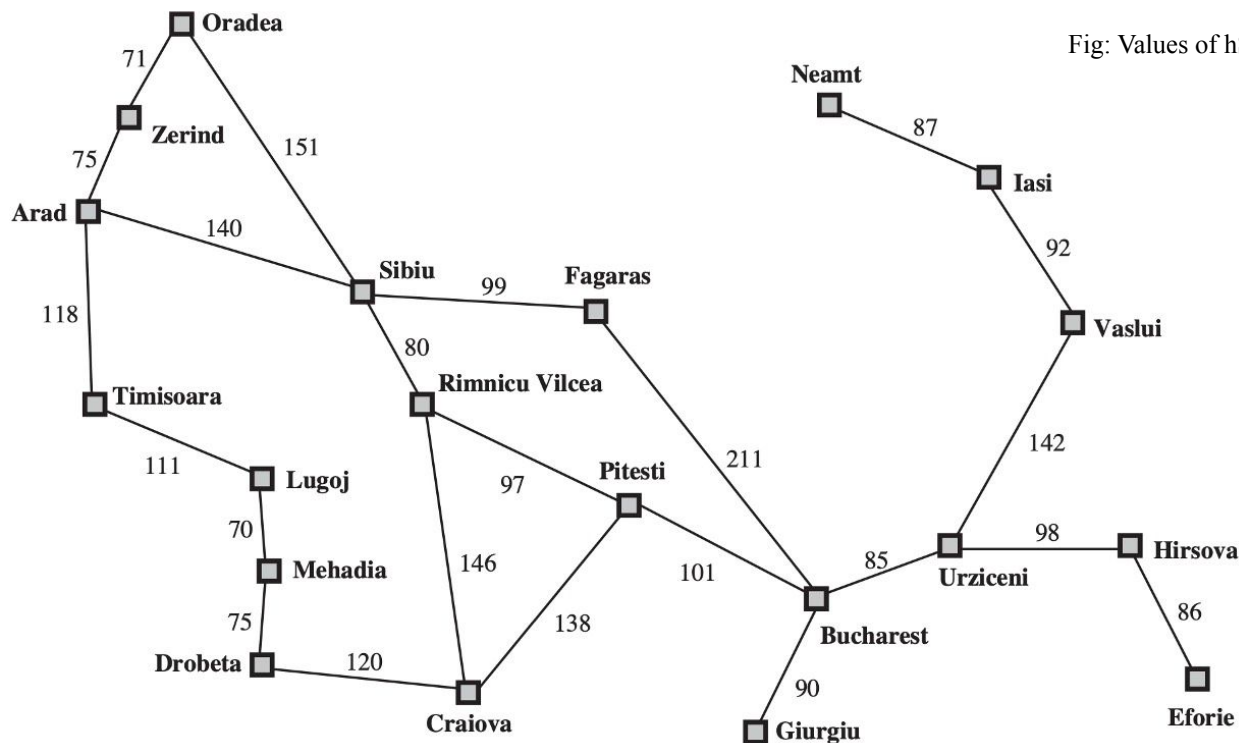 Oradea
Fig: Values of h
71
Neamt
87
Zerind
151
75
Iasi
Arad
140
92
Sibiu
Fagaras
99
118
Vaslui
80
Rimnicu Vilcea
Timisoara
142
211
Pitesti
111
Lugoj
97
70
98
Hirsova
146
85
Urziceni
Mehadia
101
86
75
138
Bucharest
Drobeta
120
90
Eforie
Craiova
Giurgiu